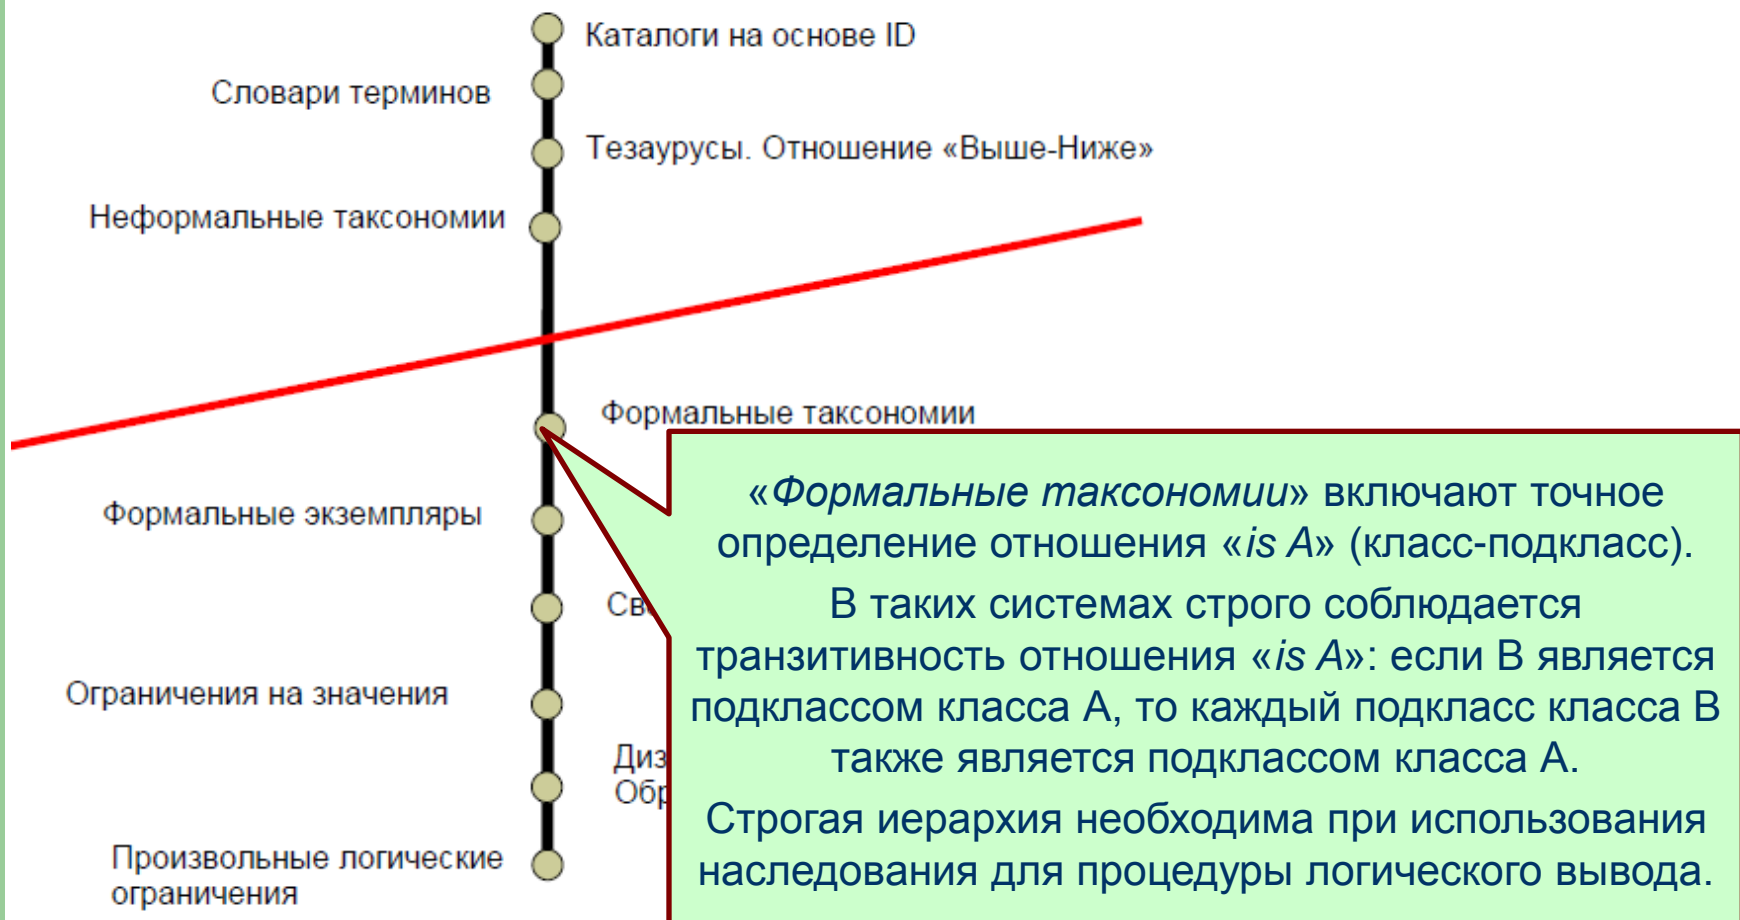 Каталоги на основе ID
Словари терминов
Тезаурусы. Отношение «Выше-Ниже»
Неформальные таксономии
Формальные таксономии
«Формальные таксономии» включают точное
определение отношения «is A» (класс-подкласс).
В таких системах строго соблюдается
транзитивность отношения «is A»: если B является
подклассом класса A, то каждый подкласс класса B
также является подклассом класса A.
Строгая иерархия необходима при использования
наследования для процедуры логического вывода.
Формальные экземпляры
Ограничения на значения
Произвольные логические
ограничения